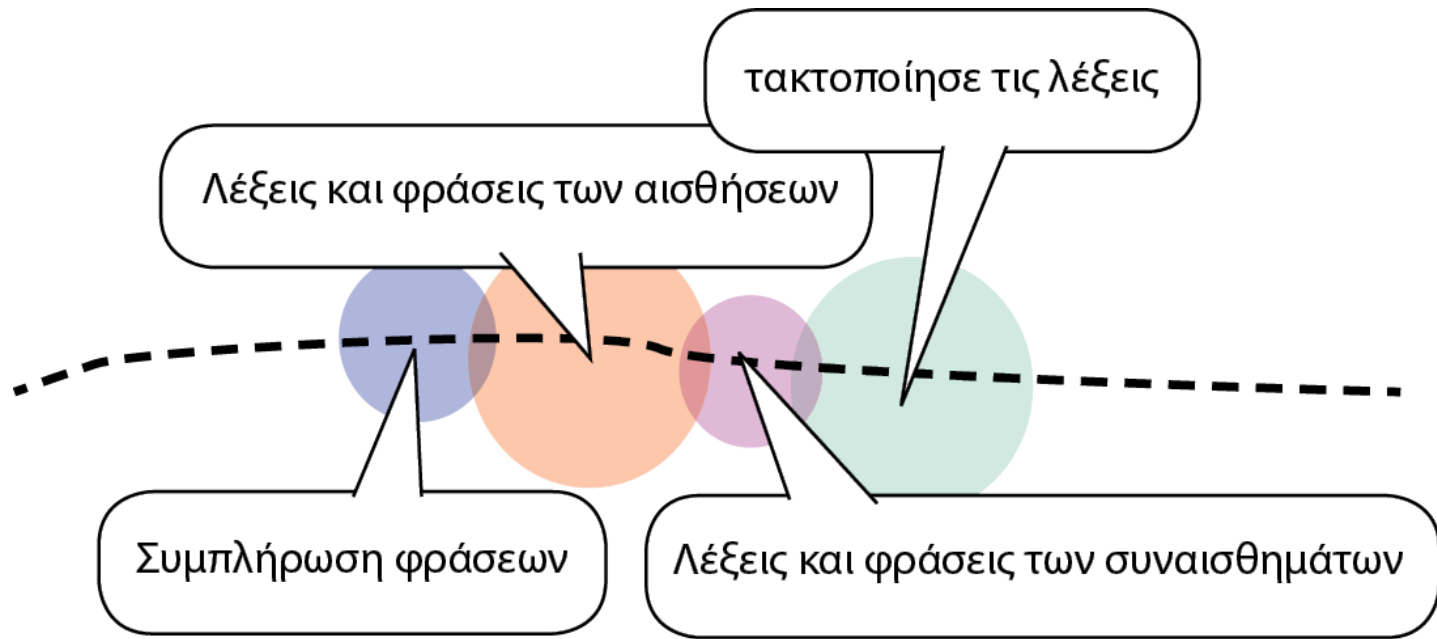 τακτοποίησε τις λέξεις
Λέξεις και φράσεις των αισθήσεων
Συμπλήρωση φράσεων
Λέξεις και φράσεις των συναισθημάτων